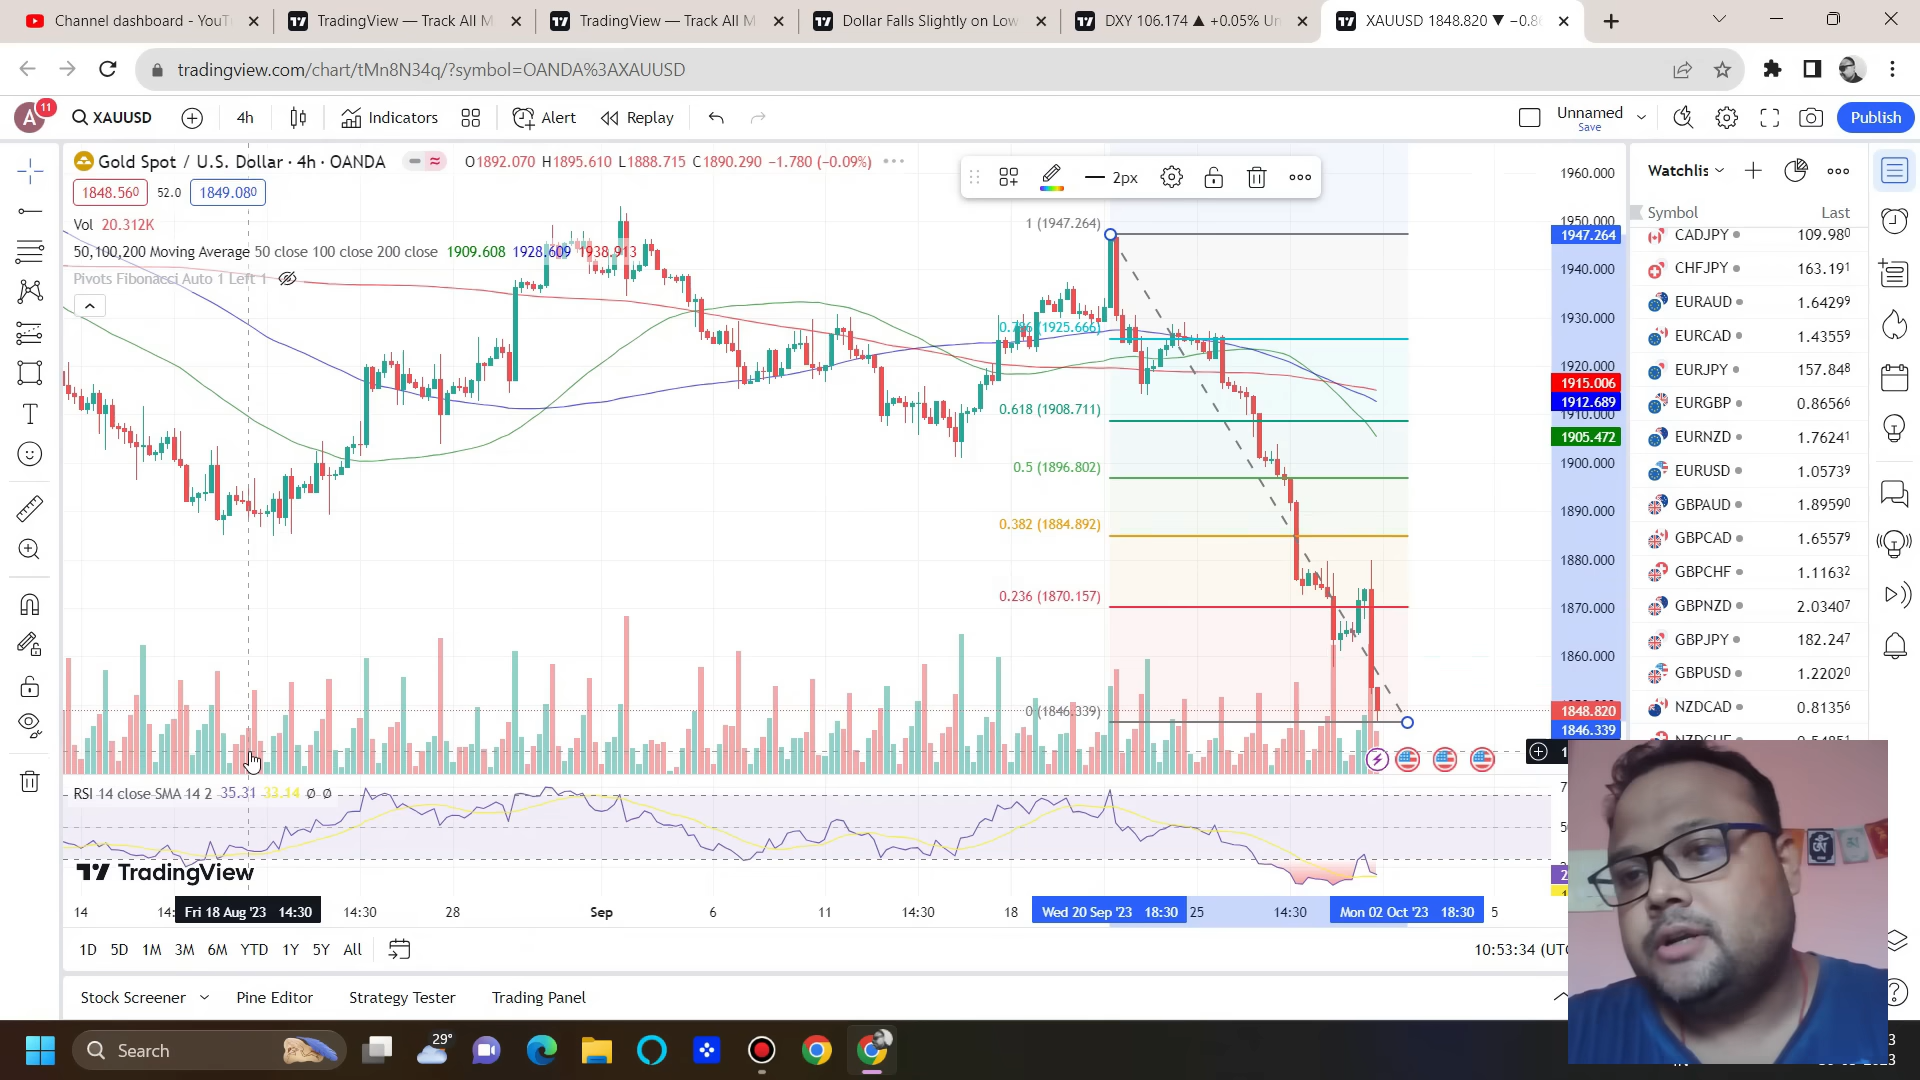 Channel dashboard - YouT
TradingView — Track All M
TradingView — Track All M
Dollar Falls Slightly on Low
DXY 106.174 ▲ +0.05% Un
XAUUSD 1848.820 ▼ −0.8
tradingview.com/chart/tMn8N34q/?symbol=OANDA%3AXAUUSD
A
11
XAUUSD
4h
Indicators
Alert
Replay
Unnamed
Save
Publish
Gold Spot / U.S. Dollar · 4h · OANDA
O1892.070 H1895.610 L1888.715 C1890.290 −1.780 (−0.09%)
2px
1848.560
52.0
1849.080
Vol 20.312K
50,100,200 Moving Average 50 close 100 close 200 close 1909.608 1928.609 1938.913
Pivots Fibonacci Auto 1 Left 1
1 (1947.264)
0.786 (1925.666)
0.618 (1908.711)
0.5 (1896.802)
0.382 (1884.892)
0.236 (1870.157)
0 (1846.339)
1960.000
1950.000
1947.264
1940.000
1930.000
1920.000
1915.006
1912.689
1910.000
1905.472
1900.000
1890.000
1880.000
1870.000
1860.000
1848.820
1846.339
Watchlis
Symbol Last
CADJPY 109.980
CHFJPY 163.191
EURAUD 1.64299
EURCAD 1.43559
EURJPY 157.848
EURGBP 0.86566
EURNZD 1.76241
EURUSD 1.05739
GBPAUD 1.89590
GBPCAD 1.65579
GBPCHF 1.11632
GBPNZD 2.03407
GBPJPY 182.247
GBPUSD 1.22020
NZDCAD 0.81356
RSI 14 close SMA 14 2 35.31 33.14 Ø Ø
TradingView
14
Fri 18 Aug '23 14:30
14:30
28
Sep
6
11
14:30
18
Wed 20 Sep '23 18:30
25
14:30
Mon 02 Oct '23 18:30
5
1D 5D 1M 3M 6M YTD 1Y 5Y All
10:53:34 (UTC
Stock Screener
Pine Editor
Strategy Tester
Trading Panel
Search
29°